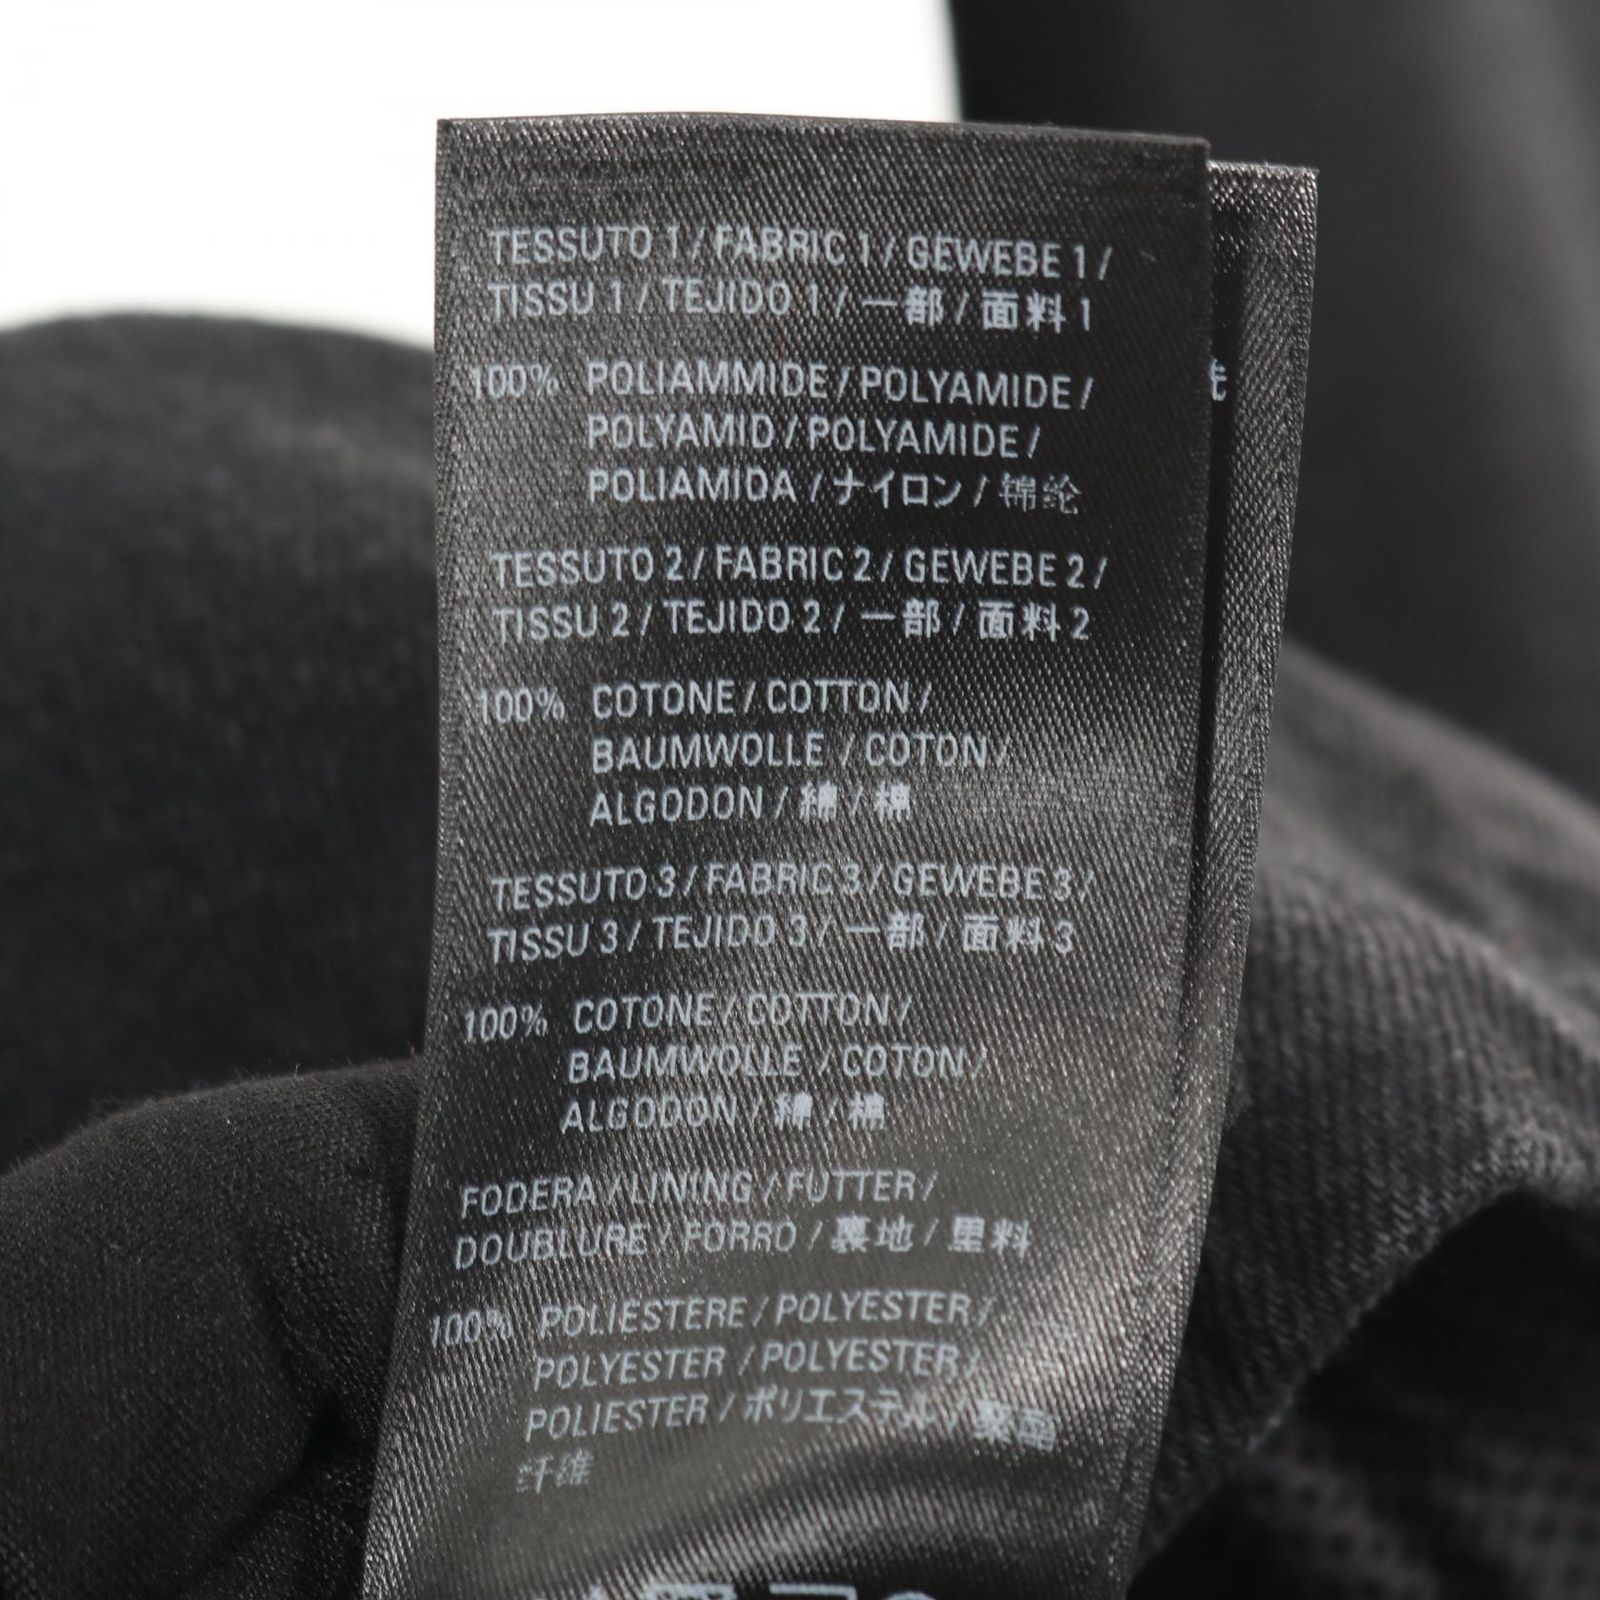 TESSUTO 1/FABRIC 1/GEWEBE 1/
TISSU 1/TEJIDO 1/一部/面料1
100% POLIAMMIDE/POLYAMIDE/
POLYAMID/POLYAMIDE/
POLIAMIDA/ナイロン/锦纶
TESSUTO 2/FABRIC 2/GEWEBE 2/
TISSU 2/TEJIDO 2/一部/面料2
100% COTONE/COTTON/
BAUMWOLLE /COTON/
ALGODON/綿/棉
TESSUTO 3/FABRIC 3/GEWEBE 3/
TISSU 3/TEJIDO 3/一部/面料3
100% COTONE/COTTON/
BAUMWOLLE /COTON/
ALGODON/綿/棉
FODERA/LINING/FUTTER/
DOUBLURE/FORRO/裏地/里料
100% POLIESTERE/POLYESTER/
POLYESTER /POLYESTER/
POLIESTER/ポリエステル/聚酯
纤维